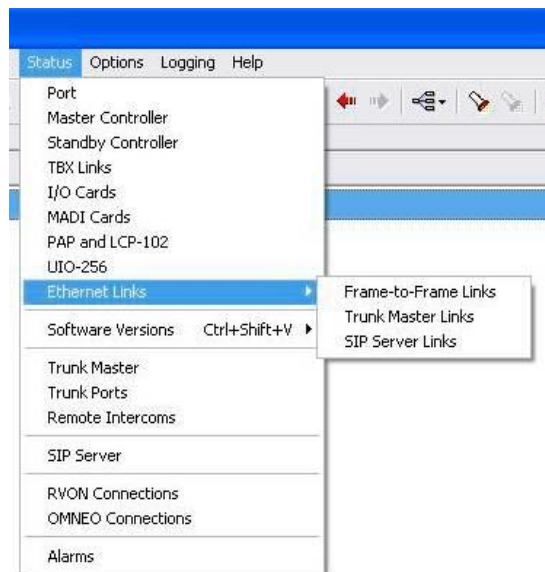 Status Options Logging Help
Port
Master Controller
Standby Controller
TBX Links
I/O Cards
MADI Cards
PAP and LCP-102
UIO-256
Ethernet Links
Frame-to-Frame Links
Trunk Master Links
SIP Server Links
Software Versions Ctrl+Shift+V
Trunk Master
Trunk Ports
Remote Intercoms
SIP Server
RVON Connections
OMNEO Connections
Alarms